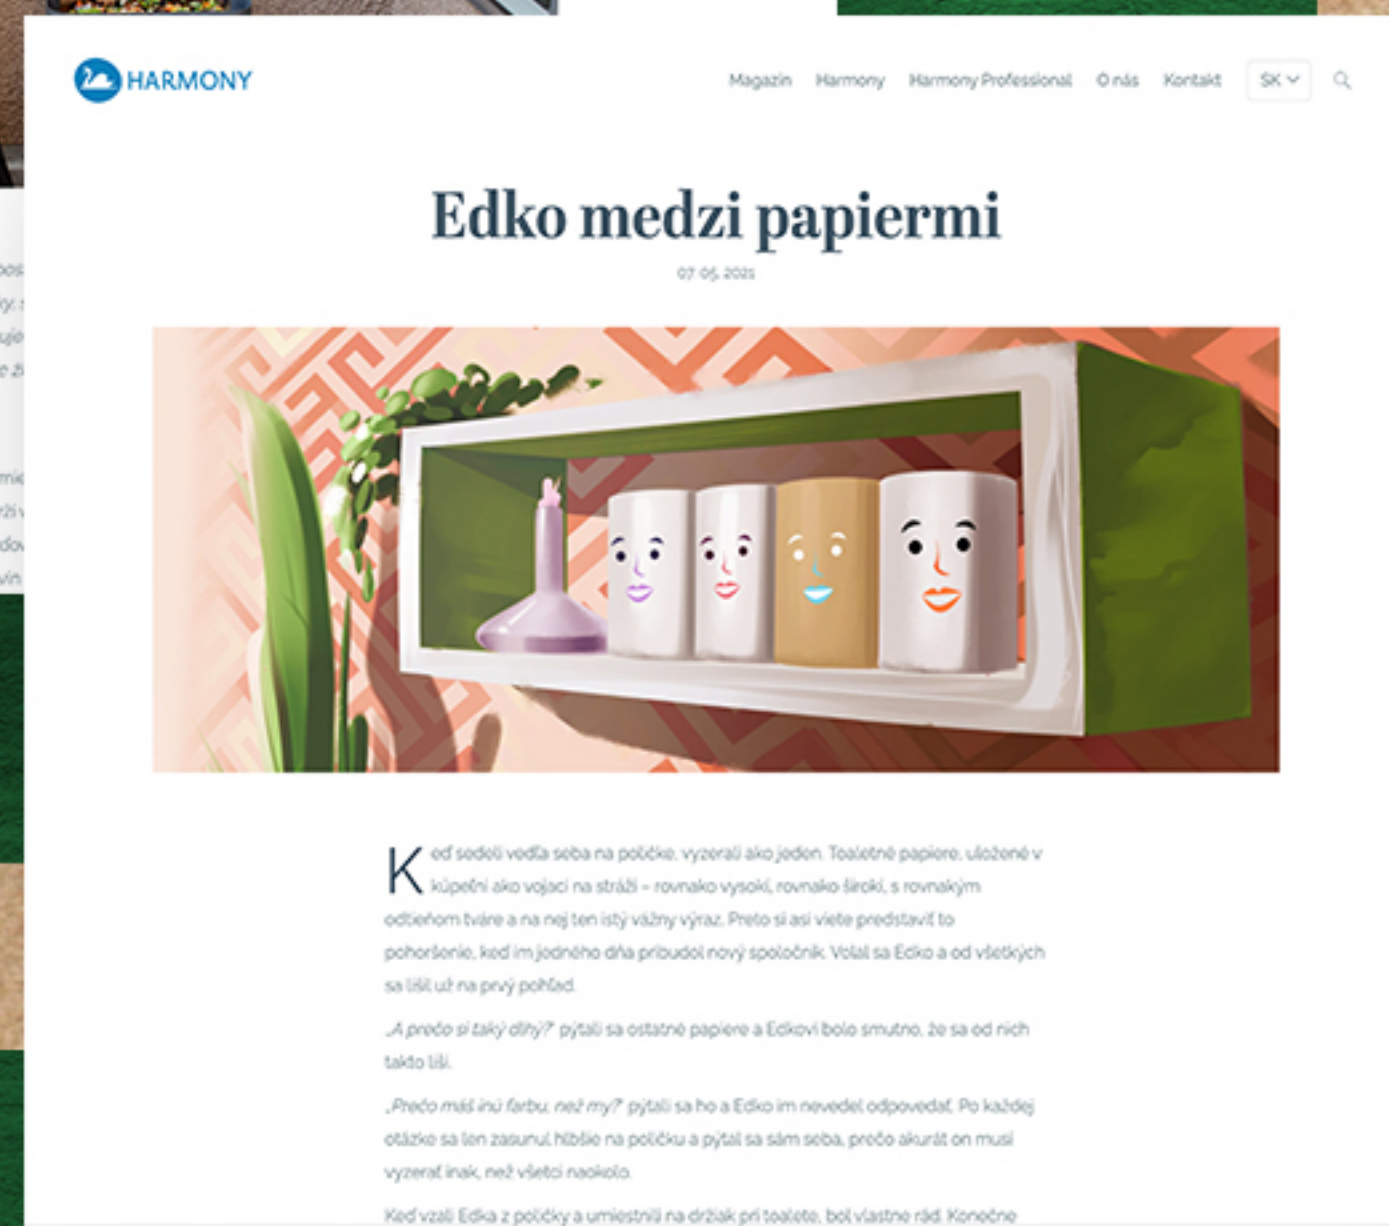 HARMONY
Magazín Harmony Harmony Professional O nás Kontakt SK
Edko medzi papiermi
07. 05. 2021
Keď sedeli vedľa seba na poličke, vyzerali ako jeden. Toaletné papiere, uložené v
kúpeľni ako vojaci na stráži – rovnako vysokí, rovnako širokí, s rovnakým
odtieňom tváre a na nej ten istý vážny výraz. Preto si asi viete predstaviť to
pohoršenie, keď im jedného dňa pribudol nový spoločník. Volal sa Edko a od všetkých
sa líšil už na prvý pohľad.
„A prečo si taký dlhý?“ pýtali sa ostatné papiere a Edkovi bolo smutno, že sa od nich
takto líši.
„Prečo máš inú farbu, než my?“ pýtali sa ho a Edko im nevedel odpovedať. Po každej
otázke sa len zasunul hlbšie na poličku a pýtal sa sám seba, prečo akurát on musí
vyzerať inak, než všetci naokolo.
Keď vzali Edka z poličky a umiestnili na držiak pri toalete, bol vlastne rád. Konečne